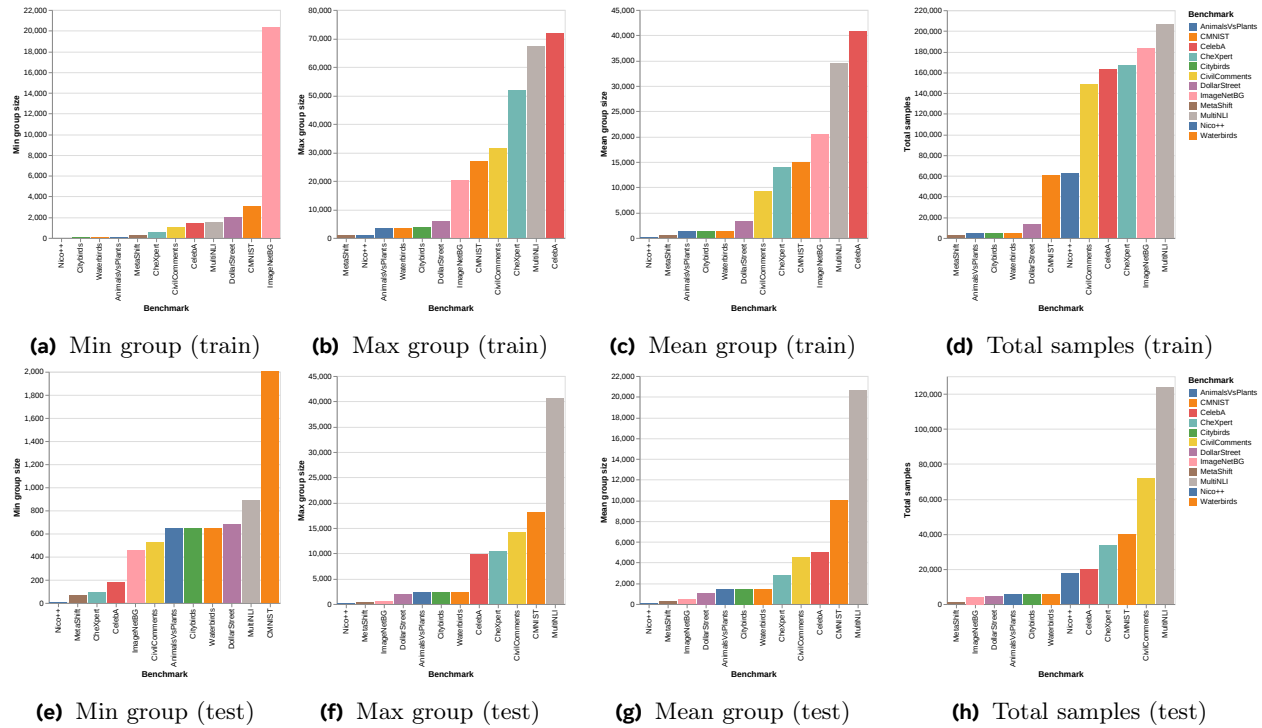 Min group size
22,000
20,000
18,000
16,000
14,000
12,000
10,000
8,000
6,000
4,000
2,000
0
Nico++
Citybirds
Waterbirds
AnimalsVsPlants
MetaShift
CheXpert
CivilComments
CelebA
MultiNLI
DollarStreet
CMNIST
ImageNetBG
Benchmark
Max group size
80,000
70,000
60,000
50,000
40,000
30,000
20,000
10,000
0
MetaShift
Nico++
AnimalsVsPlants
Waterbirds
Citybirds
DollarStreet
ImageNetBG
CMNIST
CivilComments
CheXpert
MultiNLI
CelebA
Benchmark
Mean group size
45,000
40,000
35,000
30,000
25,000
20,000
15,000
10,000
5,000
0
Nico++
MetaShift
AnimalsVsPlants
Citybirds
Waterbirds
DollarStreet
CivilComments
CheXpert
CMNIST
ImageNetBG
MultiNLI
CelebA
Benchmark
Total samples
220,000
200,000
180,000
160,000
140,000
120,000
100,000
80,000
60,000
40,000
20,000
0
MetaShift
AnimalsVsPlants
Citybirds
Waterbirds
DollarStreet
CMNIST
Nico++
CivilComments
CelebA
CheXpert
ImageNetBG
MultiNLI
Benchmark
Benchmark
AnimalsVsPlants
CMNIST
CelebA
CheXpert
Citybirds
CivilComments
DollarStreet
ImageNetBG
MetaShift
MultiNLI
Nico++
Waterbirds
(a) Min group (train)
(b) Max group (train)
(c) Mean group (train)
(d) Total samples (train)
Min group size
2,000
1,800
1,600
1,400
1,200
1,000
800
600
400
200
0
Nico++
MetaShift
CheXpert
CelebA
ImageNetBG
CivilComments
AnimalsVsPlants
Citybirds
Waterbirds
DollarStreet
MultiNLI
CMNIST
Benchmark
Max group size
45,000
40,000
35,000
30,000
25,000
20,000
15,000
10,000
5,000
0
Nico++
MetaShift
ImageNetBG
DollarStreet
AnimalsVsPlants
Citybirds
Waterbirds
CelebA
CheXpert
CivilComments
CMNIST
MultiNLI
Benchmark
Mean group size
22,000
20,000
18,000
16,000
14,000
12,000
10,000
8,000
6,000
4,000
2,000
0
Nico++
MetaShift
ImageNetBG
DollarStreet
AnimalsVsPlants
Citybirds
Waterbirds
CheXpert
CivilComments
CelebA
CMNIST
MultiNLI
Benchmark
Total samples
120,000
100,000
80,000
60,000
40,000
20,000
0
MetaShift
ImageNetBG
DollarStreet
AnimalsVsPlants
Citybirds
Waterbirds
Nico++
CelebA
CheXpert
CMNIST
CivilComments
MultiNLI
Benchmark
Benchmark
AnimalsVsPlants
CMNIST
CelebA
CheXpert
Citybirds
CivilComments
DollarStreet
ImageNetBG
MetaShift
MultiNLI
Nico++
Waterbirds
(e) Min group (test)
(f) Max group (test)
(g) Mean group (test)
(h) Total samples (test)